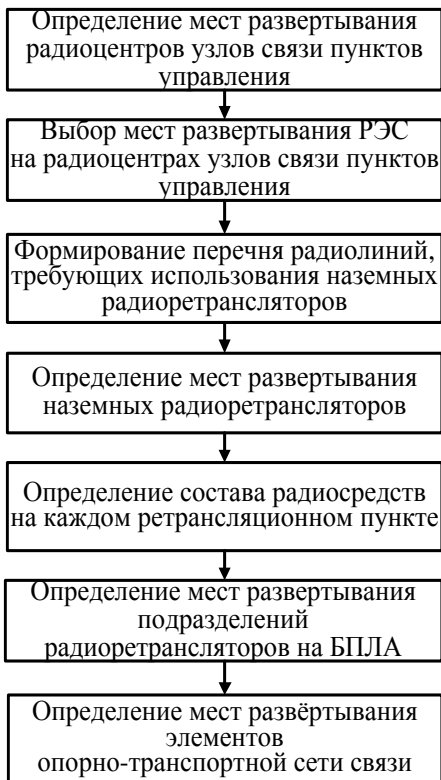 Определение мест развертывания
радиоцентров узлов связи пунктов
управления
Выбор мест развертывания РЭС
на радиоцентрах узлов связи пунктов
управления
Формирование перечня радиолиний,
требующих использования наземных
радиоретрансляторов
Определение мест развертывания
наземных радиоретрансляторов
Определение состава радиосредств
на каждом ретрансляционном пункте
Определение мест развертывания
подразделений
радиоретрансляторов на БПЛА
Определение мест развёртывания
элементов
опорно-транспортной сети связи